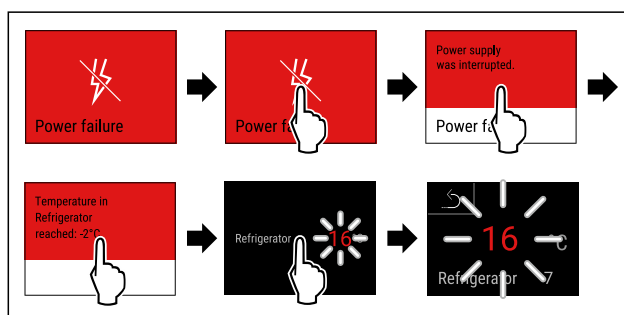 Power failure
Power fa
Power supply
was interrupted.
Power fa
Temperature in
Refrigerator
reached: -2°C
Refrigerator
16°
16 °C
Refrigerator 7